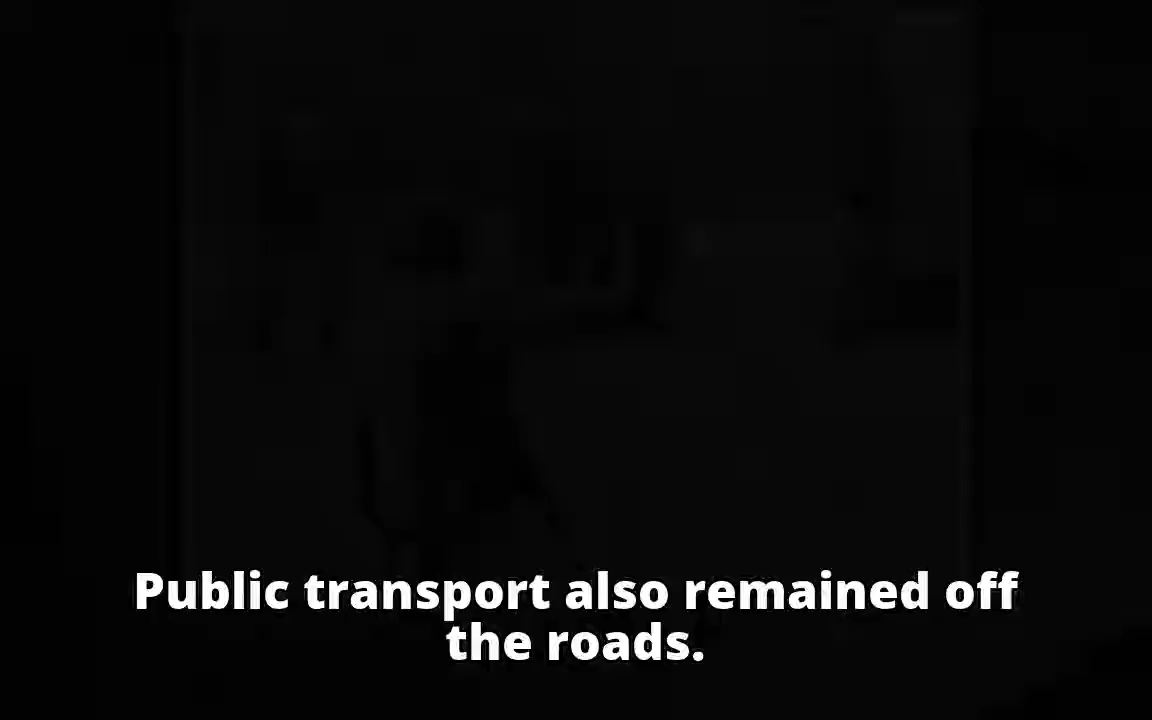 Public transport also remained off
the roads.